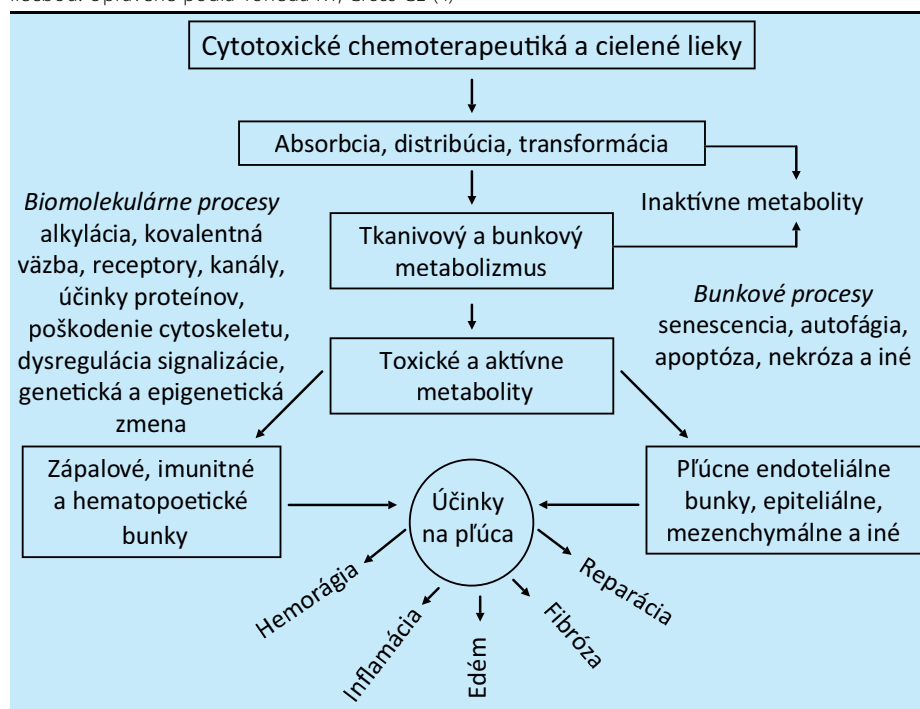 Cytotoxické chemoterapeutiká a cielené lieky
Absorbcia, distribúcia, transformácia
Inaktívne metabolity
Biomolekulárne procesy
alkylácia, kovalentná
väzba, receptory, kanály,
účinky proteínov,
poškodenie cytoskeletu,
dysregulácia signalizácie,
genetická a epigenetická
zmena
Tkanivový a bunkový
metabolizmus
Bunkové procesy
senescencia, autofágia,
apoptóza, nekróza a iné
Toxické a aktívne
metabolity
Zápalové, imunitné
a hematopoetické
bunky
Účinky
na pľúca
Pľúcne endoteliálne
bunky, epiteliálne,
mezenchymálne a iné
Hemorágia
Inflamácia
Edém
Fibróza
Reparácia